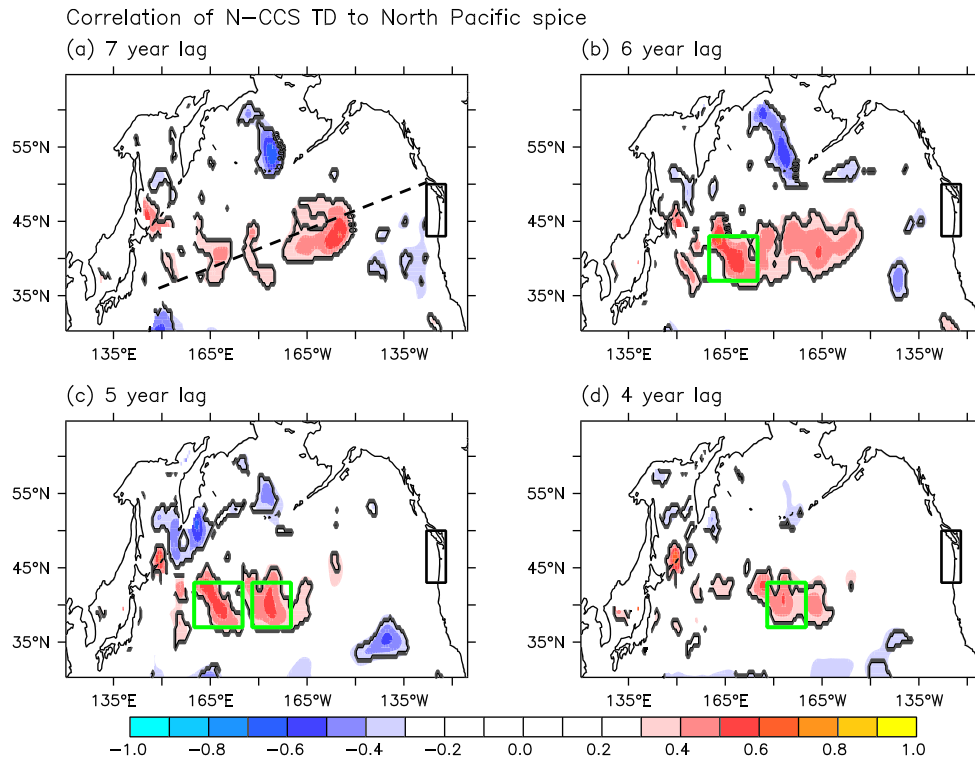 Correlation of N-CCS TD to North Pacific spice
(a) 7 year lag
(b) 6 year lag
55°N
45°N
35°N
135°E 165°E 165°W 135°W
55°N
45°N
35°N
135°E 165°E 165°W 135°W
(c) 5 year lag
(d) 4 year lag
55°N
45°N
35°N
135°E 165°E 165°W 135°W
55°N
45°N
35°N
135°E 165°E 165°W 135°W
-1.0 -0.8 -0.6 -0.4 -0.2 0.0 0.2 0.4 0.6 0.8 1.0